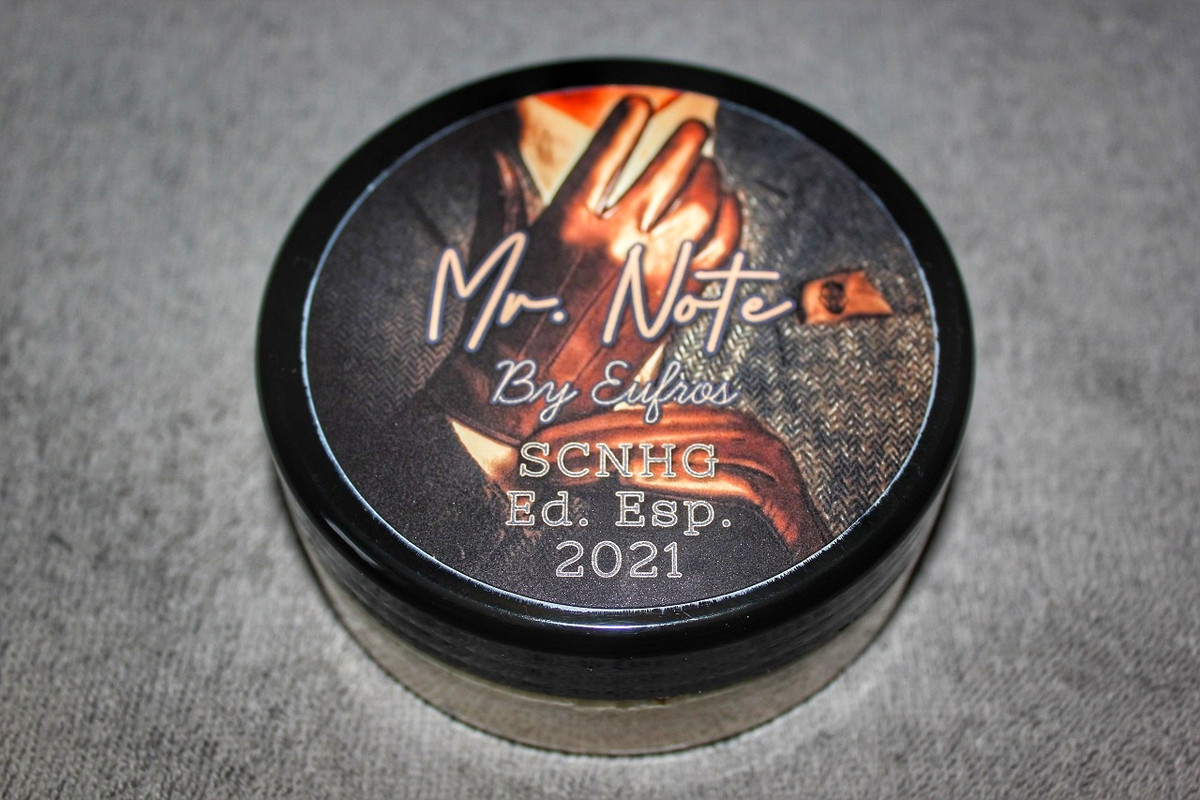 Mr. Note
By Eufros
SCNHG
Ed. Esp.
2021